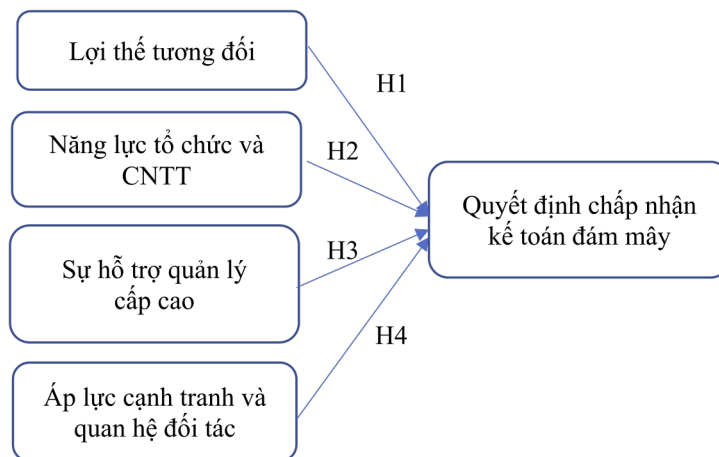 Lợi thế tương đối
H1
Năng lực tổ chức và
CNTT
H2
Quyết định chấp nhận
kế toán đám mây
Sự hỗ trợ quản lý
cấp cao
H3
H4
Áp lực cạnh tranh và
quan hệ đối tác